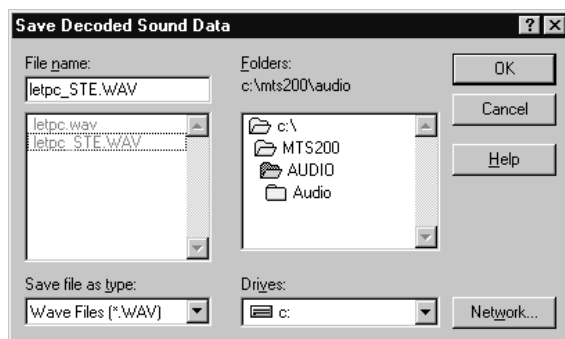 Save Decoded Sound Data
File name:
letpc_STE.WAV
letpc.wav
letpc_STE.WAV
Save file as type:
Wave Files (*.WAV)
Folders:
c:\mts200\audio
c:\
MTS200
AUDIO
Audio
Drives:
c:
OK
Cancel
Help
Network...